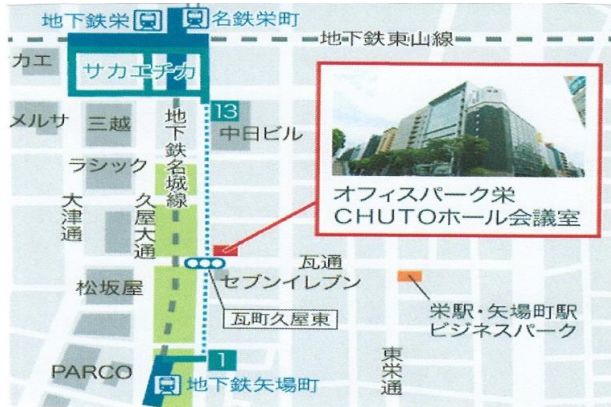 地下鉄栄
名鉄栄町
地下鉄東山線
カエ
サカエチカ
13
メルサ
三越
地下鉄名城線
中日ビル
ラシック
大津通
久屋大通
オフィスパーク栄
CHUTOホール会議室
瓦通
セブンイレブン
松坂屋
瓦町久屋東
栄駅・矢場町駅
ビジネスパーク
東栄通
1
PARCO
地下鉄矢場町